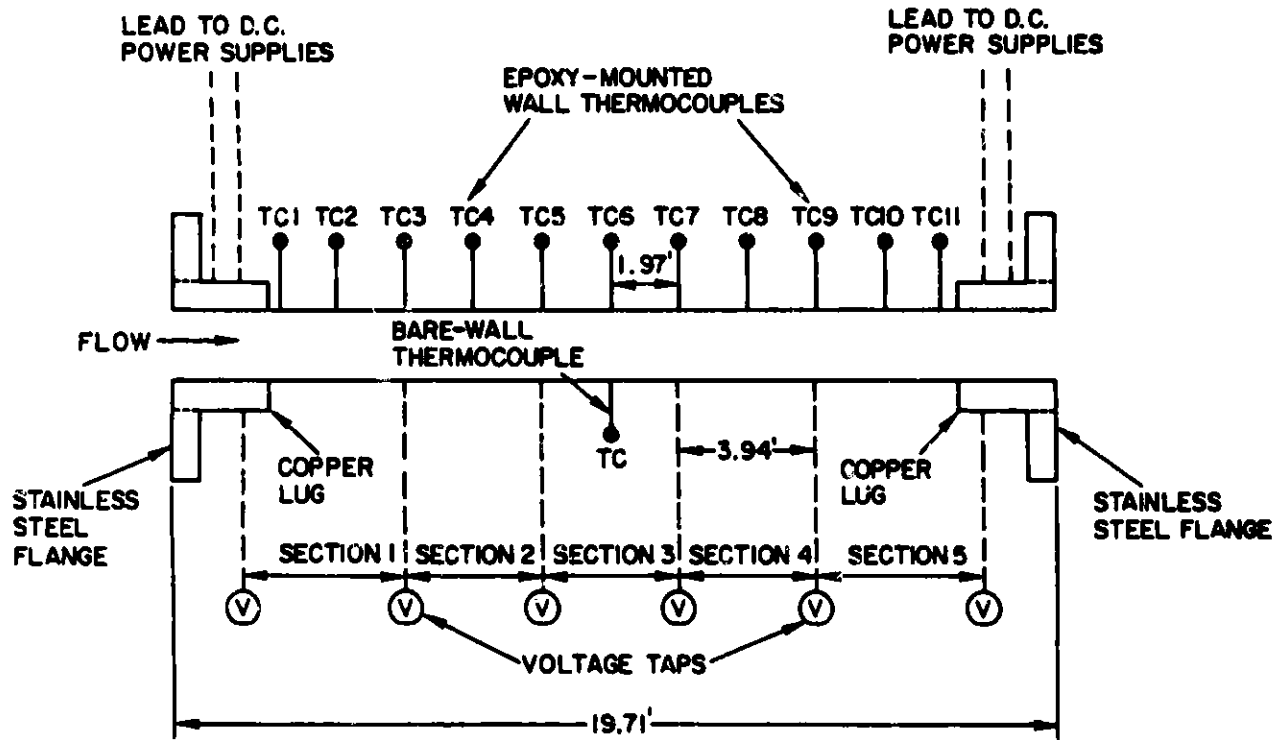 LEAD TO D.C.
POWER SUPPLIES
LEAD TO D.C.
POWER SUPPLIES
EPOXY-MOUNTED
WALL THERMOCOUPLES
TC1 TC2 TC3 TC4 TC5 TC6 TC7 TC8 TC9 TC10 TC11
1.97'
FLOW
BARE-WALL
THERMOCOUPLE
TC
3.94'
COPPER
LUG
COPPER
LUG
STAINLESS
STEEL
FLANGE
STAINLESS
STEEL FLANGE
SECTION 1 SECTION 2 SECTION 3 SECTION 4 SECTION 5
V V V V V V
VOLTAGE TAPS
19.71'